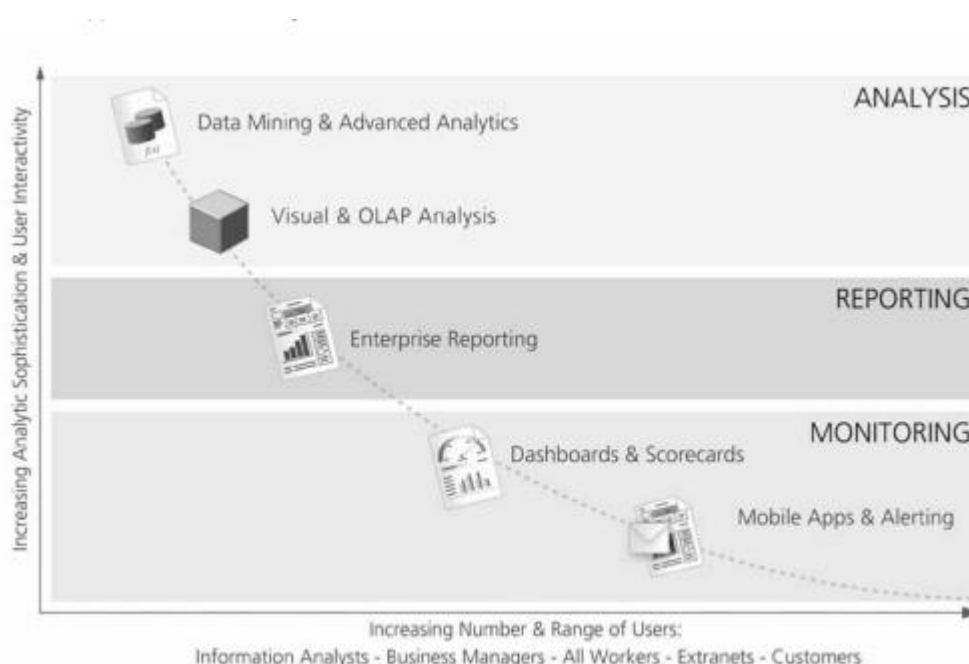 ANALYSIS
Data Mining & Advanced Analytics
Visual & OLAP Analysis
REPORTING
Enterprise Reporting
MONITORING
Dashboards & Scorecards
Mobile Apps & Alerting
Increasing Analytic Sophistication & User Interactivity
Increasing Number & Range of Users:
Information Analysts - Business Managers - All Workers - Extranets - Customers